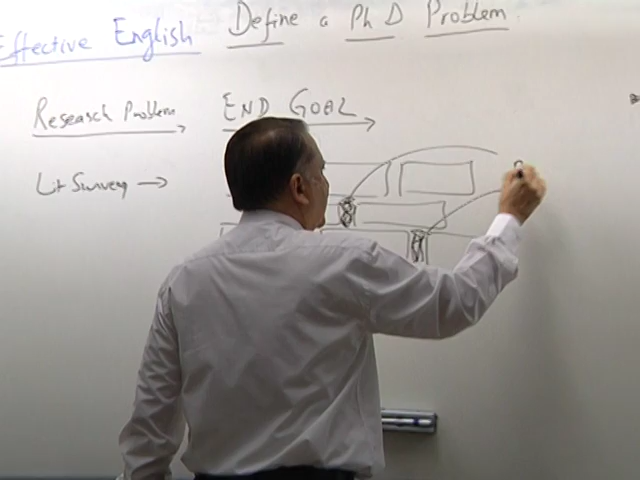 Effective English Define a PhD Problem
Research Problem END GOAL
Lit Survey